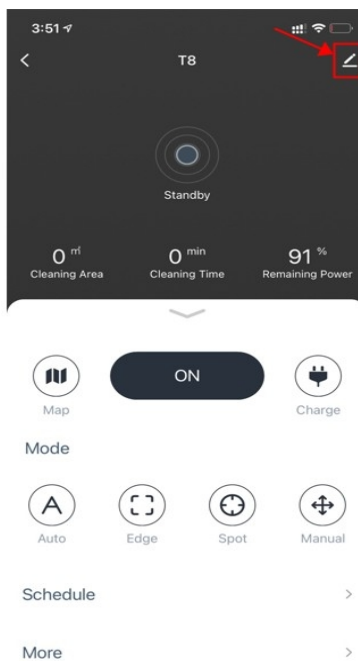 3:51
T8
Standby
0 ㎡ 0 min 91 %
Cleaning Area Cleaning Time Remaining Power
ON
Map Charge
Mode
Auto Edge Spot Manual
Schedule
More